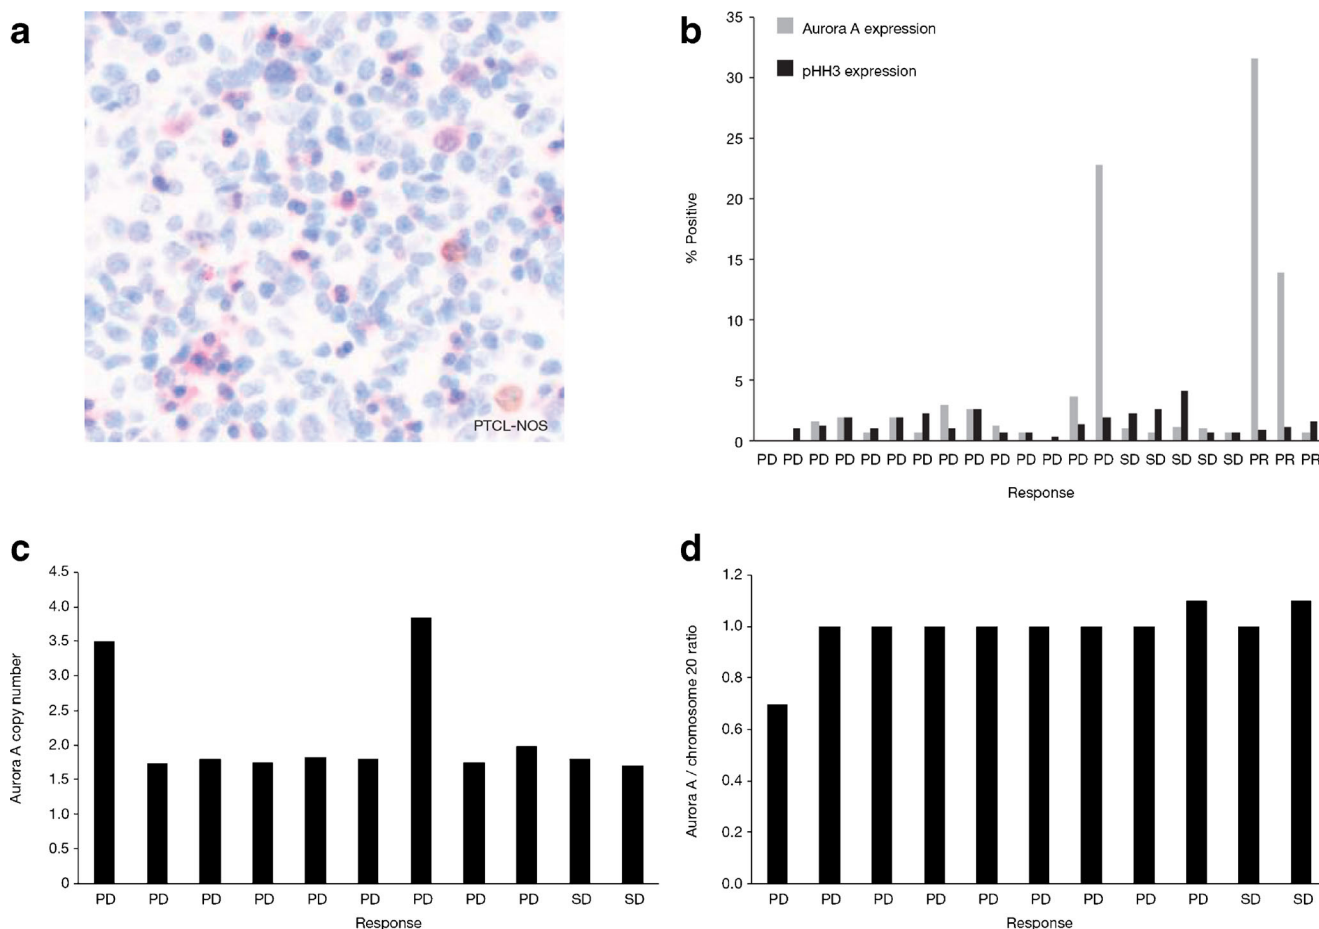 a
PTCL-NOS
b
Aurora A expression
pHH3 expression
% Positive
35
30
25
20
15
10
5
0
PD PD PD PD PD PD PD PD PD PD PD PD PD PD SD SD SD SD SD PR PR PR
Response
c
Aurora A copy number
4.5
4.0
3.5
3.0
2.5
2.0
1.5
1.0
0.5
0
PD PD PD PD PD PD PD PD PD SD SD
Response
d
Aurora A / chromosome 20 ratio
1.2
1.0
0.8
0.6
0.4
0.2
0.0
PD PD PD PD PD PD PD PD PD SD SD
Response